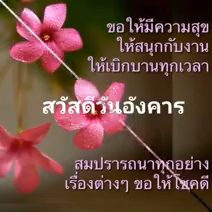 ขอให้มีความสุข
ให้สนุกกับงาน
ให้เบิกบานทุกเวลา
สวัสดีวันอังคาร
สมปรารถนาทุกอย่าง
เรื่องต่างๆ ขอให้โชคดี